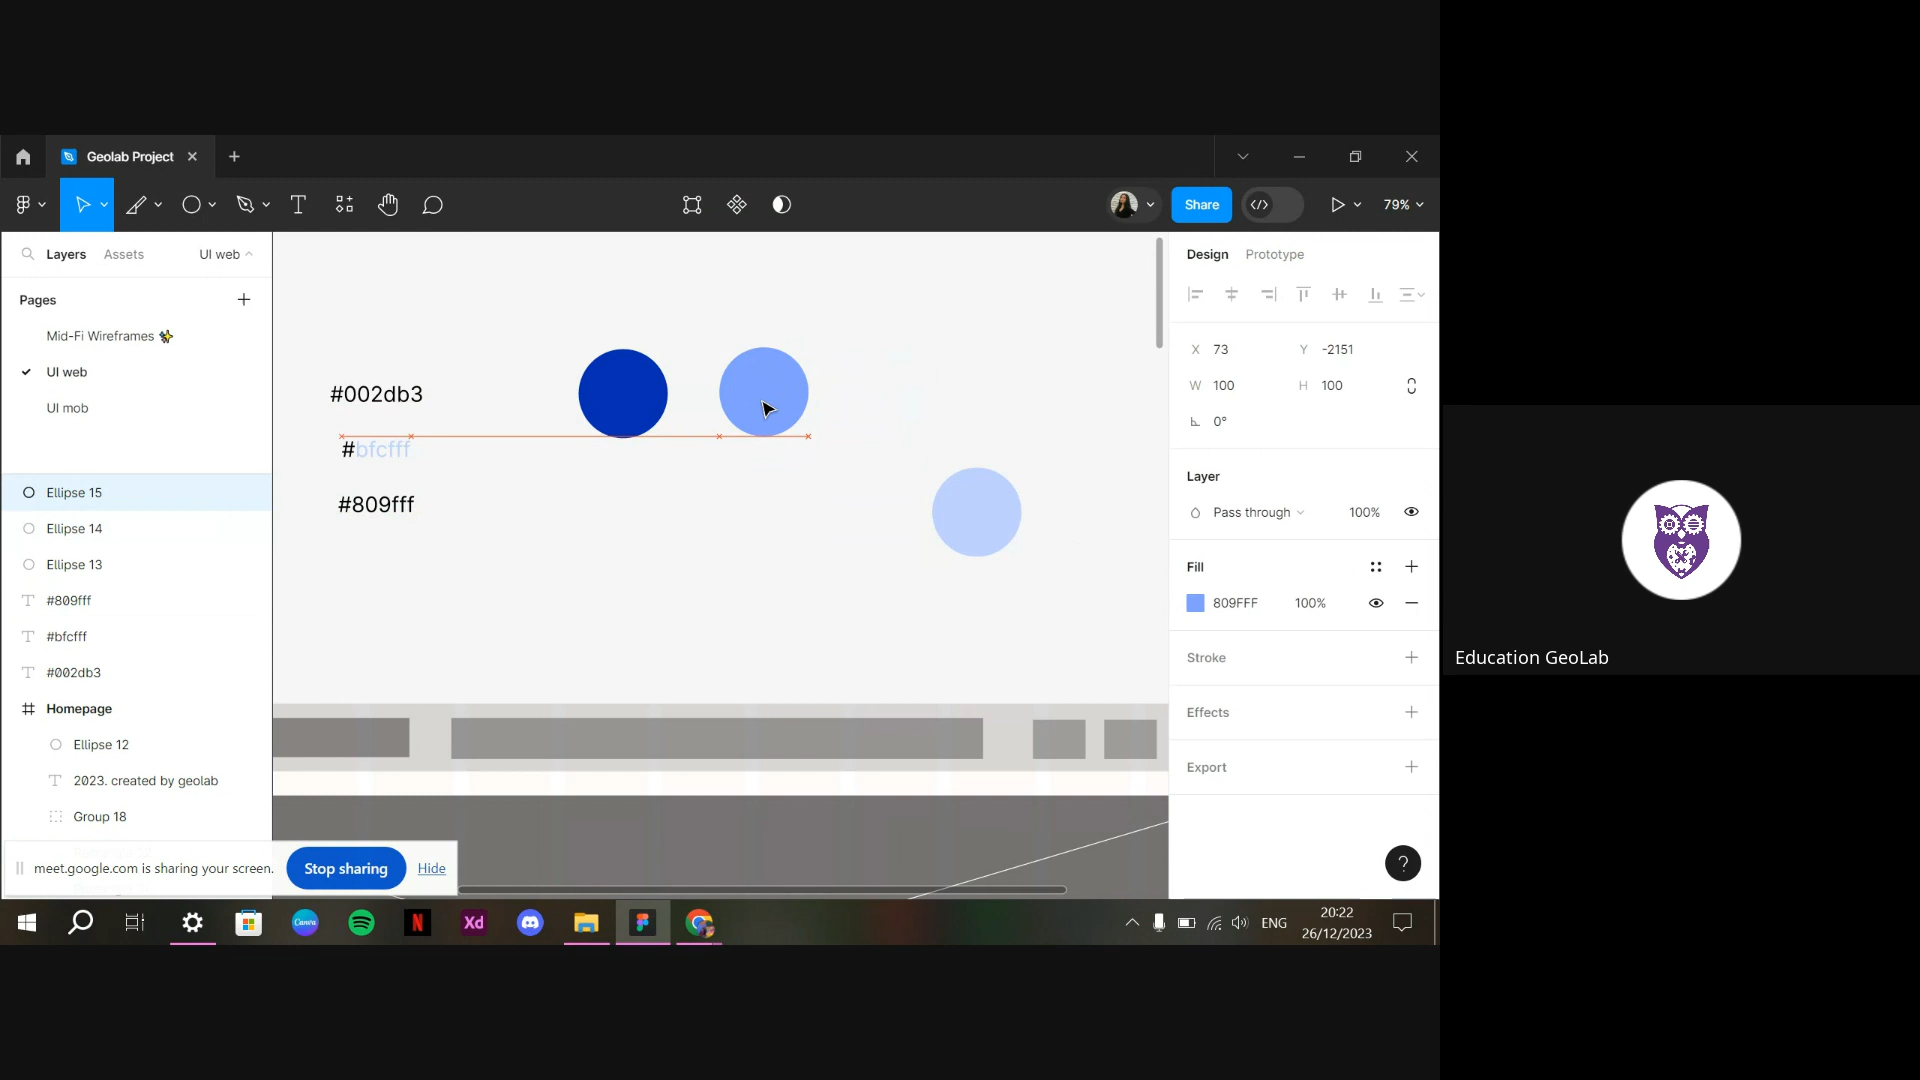 Geolab Project
Share
79%
Layers
Assets
UI web
Pages
Mid-Fi Wireframes ✨
UI web
UI mob
Ellipse 15
Ellipse 14
Ellipse 13
#809fff
#bfcfff
#002db3
Homepage
Ellipse 12
2023. created by geolab
Group 18
#002db3
#bfcfff
#809fff
Design
Prototype
X 73 Y -2151
W 100 H 100
0°
Layer
Pass through 100%
Fill
809FFF 100%
Stroke
Effects
Export
?
meet.google.com is sharing your screen.
Stop sharing
Hide
Canva
N
Xd
ENG
20:22
26/12/2023
Education GeoLab